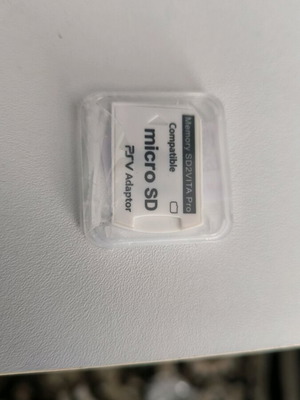 Memory SD2VITA Pro
Compatible
micro SD
PSV Adaptor